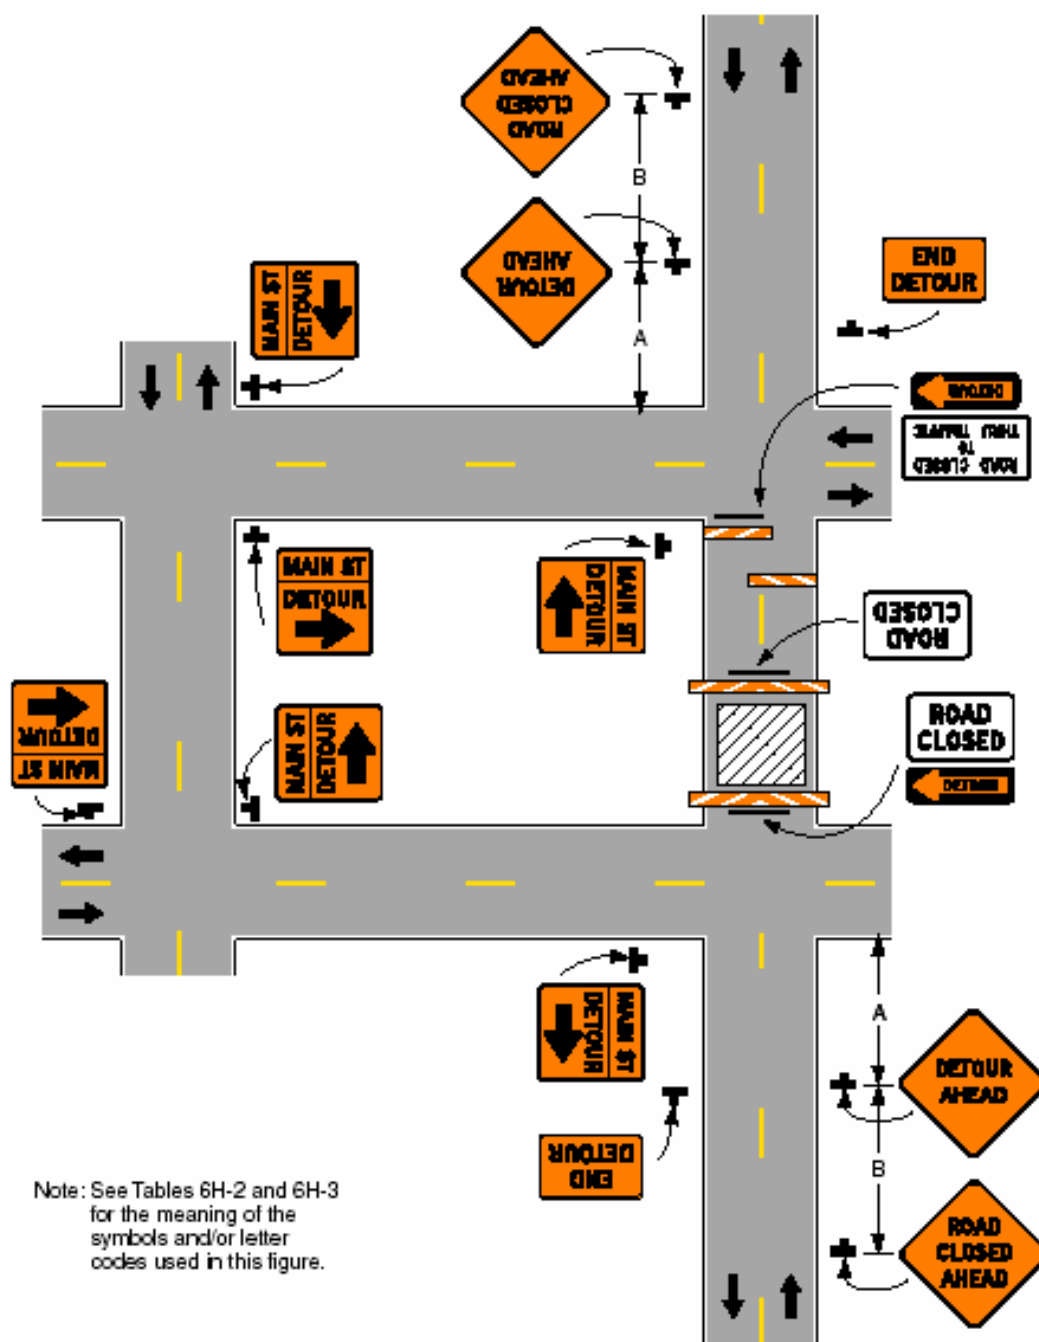 ROAD
CLOSED
AHEAD
B
DETOUR
AHEAD
A
END
DETOUR
MAIN ST
DETOUR
DETOUR
ROAD CLOSED
TO
THRU TRAFFIC
MAIN ST
DETOUR
MAIN ST
DETOUR
ROAD
CLOSED
MAIN ST
DETOUR
MAIN ST
DETOUR
ROAD
CLOSED
DETOUR
MAIN ST
DETOUR
A
DETOUR
AHEAD
END
DETOUR
B
ROAD
CLOSED
AHEAD
Note: See Tables 6H-2 and 6H-3
for the meaning of the
symbols and/or letter
codes used in this figure.